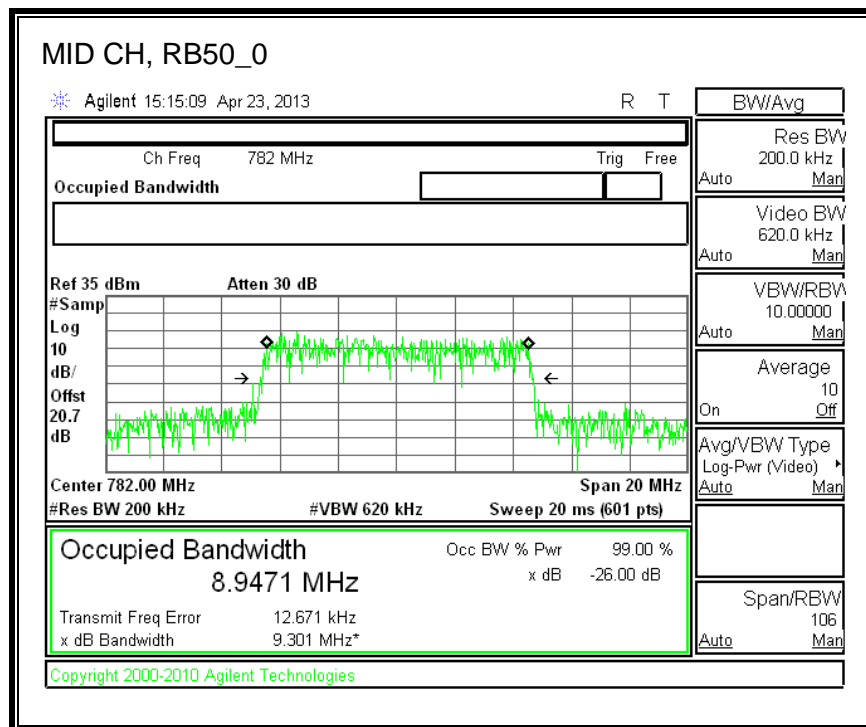 MID CH, RB50_0
Agilent 15:15:09 Apr 23, 2013 R T
Ch Freq 782 MHz Trig Free
Occupied Bandwidth
Ref 35 dBm Atten 30 dB
#Samp
Log
10
dB/
Offst
20.7
dB
Center 782.00 MHz Span 20 MHz
#Res BW 200 kHz #VBW 620 kHz Sweep 20 ms (601 pts)
Occupied Bandwidth Occ BW % Pwr 99.00 %
8.9471 MHz x dB -26.00 dB
Transmit Freq Error 12.671 kHz
x dB Bandwidth 9.301 MHz*
Copyright 2000-2010 Agilent Technologies
BW/Avg
Res BW
200.0 kHz
Auto Man
Video BW
620.0 kHz
Auto Man
VBW/RBW
10.00000
Auto Man
Average
10
On Off
Avg/VBW Type
Log-Pwr (Video)
Auto Man
Span/RBW
106
Auto Man